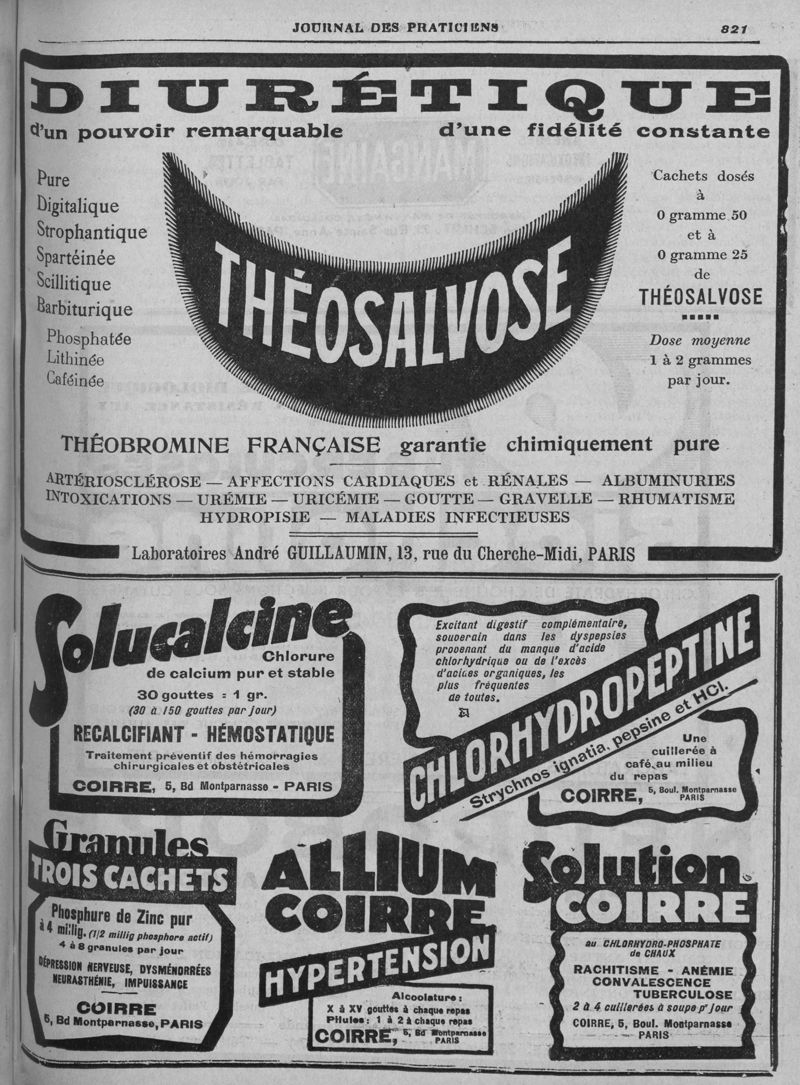 JOURNAL DES PRATICIENS
821
DIURÉTIQUE
d'un pouvoir remarquable
d'une fidélité constante
Pure
Digitalique
Strophantique
Spartéinée
Scillitique
Barbiturique
Phosphatée
Lithinée
Caféinée
THÉOSALVOSE
Cachets dosés
à
0 gramme 50
et à
0 gramme 25
de
THÉOSALVOSE
Dose moyenne
1 à 2 grammes
par jour.
THÉOBROMINE FRANÇAISE garantie chimiquement pure
ARTÉRIOSCLÉROSE — AFFECTIONS CARDIAQUES et RÉNALES — ALBUMINURIES
INTOXICATIONS — URÉMIE — URICÉMIE — GOUTTE — GRAVELLE — RHUMATISME
HYDROPISIE — MALADIES INFECTIEUSES
Laboratoires André GUILLAUMIN, 13, rue du Cherche-Midi, PARIS
Solucalcine
Chlorure
de calcium pur et stable
30 gouttes : 1 gr.
(30 à 150 gouttes par jour)
RECALCIFIANT - HÉMOSTATIQUE
Traitement préventif des hémorragies
chirurgicales et obstétricales
COIRRE, 5, Bd Montparnasse - PARIS
Excitant digestif complémentaire,
souverain dans les dyspepsies
provenant du manque d'acide
chlorhydrique ou de l'excès
d'acides organiques, les
plus fréquentes
de toutes.
CHLORHYDROPEPTINE
Strychnos ignatia, pepsine et HCl.
Une
cuillerée à
café, au milieu
du repas
COIRRE, 5, Boul. Montparnasse
PARIS
Granules
TROIS CACHETS
Phosphure de Zinc pur
à 4 millig. (1/2 millig phosphore actif)
4 à 8 granules par jour
DÉPRESSION NERVEUSE, DYSMÉNORRÉES
NEURASTHÉNIE, IMPUISSANCE
COIRRE
5, Bd Montparnasse, PARIS
ALLIUM
COIRRE
HYPERTENSION
Alcoolature :
X à XV gouttes à chaque repas
Pilules : 1 à 2 à chaque repas
COIRRE, 5, Bd Montparnasse
PARIS
Solution
COIRRE
au CHLORHYDRO-PHOSPHATE
de CHAUX
RACHITISME - ANÉMIE
CONVALESCENCE
TUBERCULOSE
2 à 4 cuillerées à soupe pr jour
COIRRE, 5, Boul. Montparnasse
PARIS